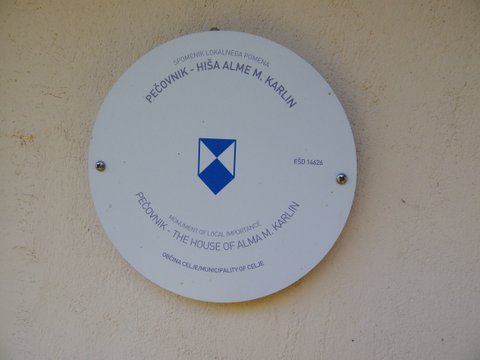 SPOMENIK LOKALNEGA POMENA
PEČOVNIK - HIŠA ALME M. KARLIN
EŠD 14626
MONUMENT OF LOCAL IMPORTANCE
PEČOVNIK - THE HOUSE OF ALMA M. KARLIN
OBČINA CELJE/MUNICIPALITY OF CELJE